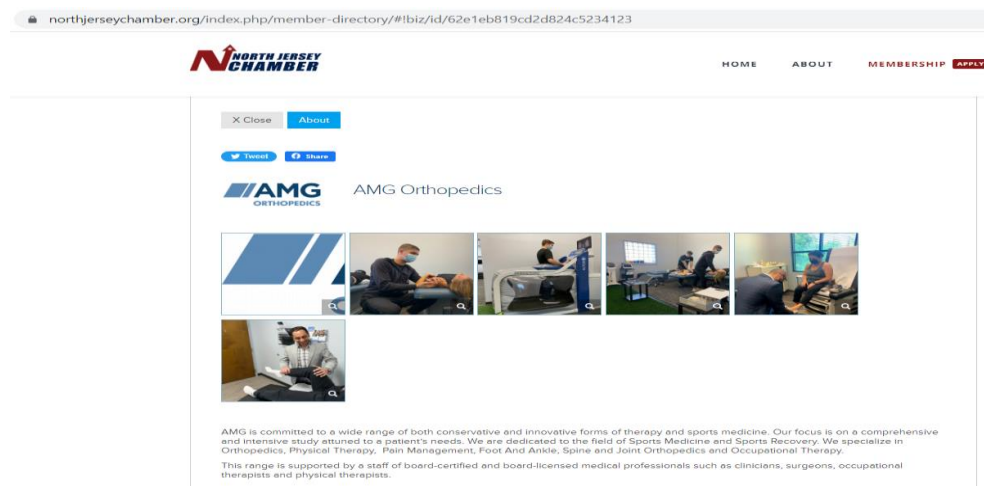 northjerseychamber.org/index.php/member-directory/#!biz/id/62e1eb819cd2d824c5234123
NORTH JERSEY
CHAMBER
HOME ABOUT MEMBERSHIP APPLY
X Close About
Tweet Share
AMG
ORTHOPEDICS
AMG Orthopedics
AMG is committed to a wide range of both conservative and innovative forms of therapy and sports medicine. Our focus is on a comprehensive
and intensive study attuned to a patient's needs. We are dedicated to the field of Sports Medicine and Sports Recovery. We specialize in
Orthopedics, Physical Therapy, Pain Management, Foot And Ankle, Spine and Joint Orthopedics and Occupational Therapy.
This range is supported by a staff of board-certified and board-licensed medical professionals such as clinicians, surgeons, occupational
therapists and physical therapists.